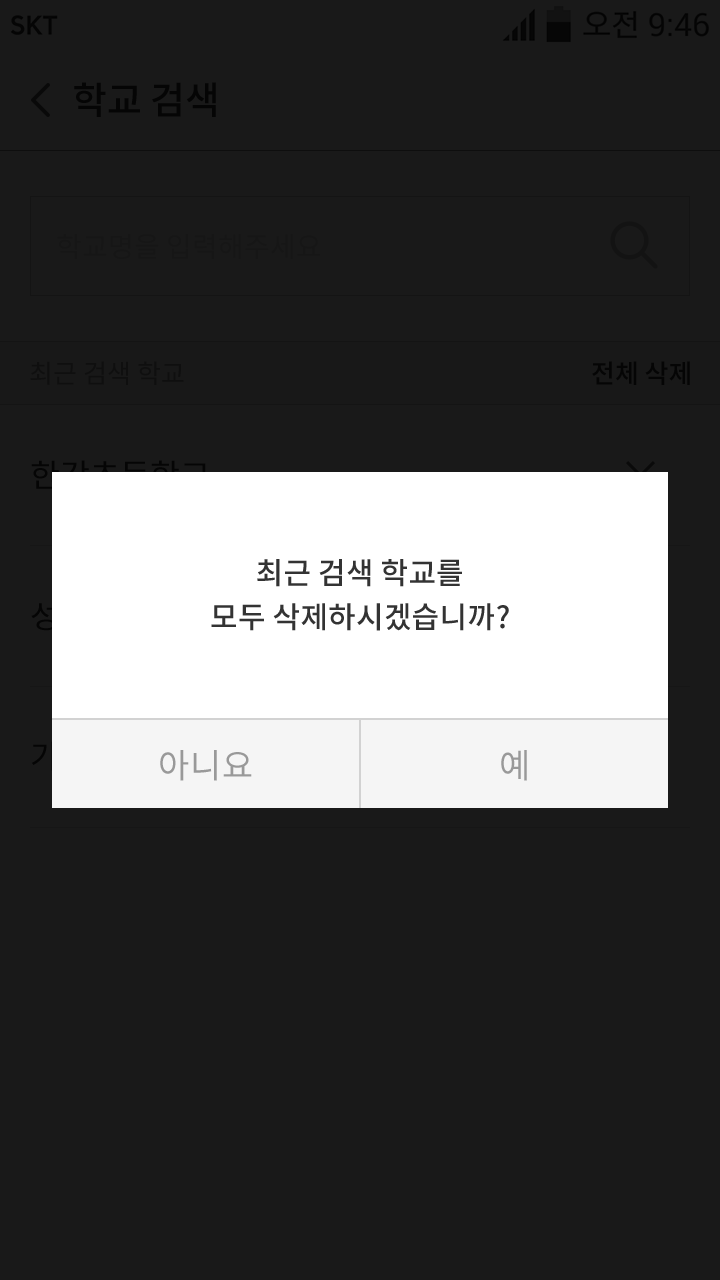 SKT 오전 9:46
학교 검색
학교명을 입력해주세요
최근 검색 학교 전체 삭제
최근 검색 학교를
모두 삭제하시겠습니까?
아니요 예